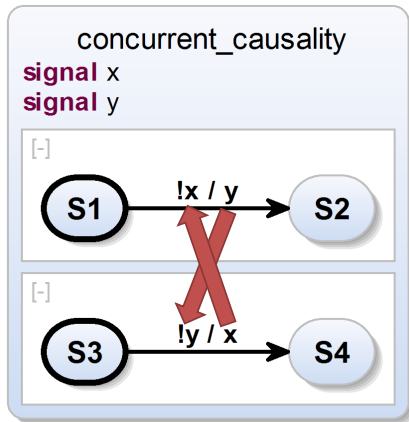 concurrent_causality
signal x
signal y
[-]
!x / y
S1
S2
[-]
!y / x
S3
S4